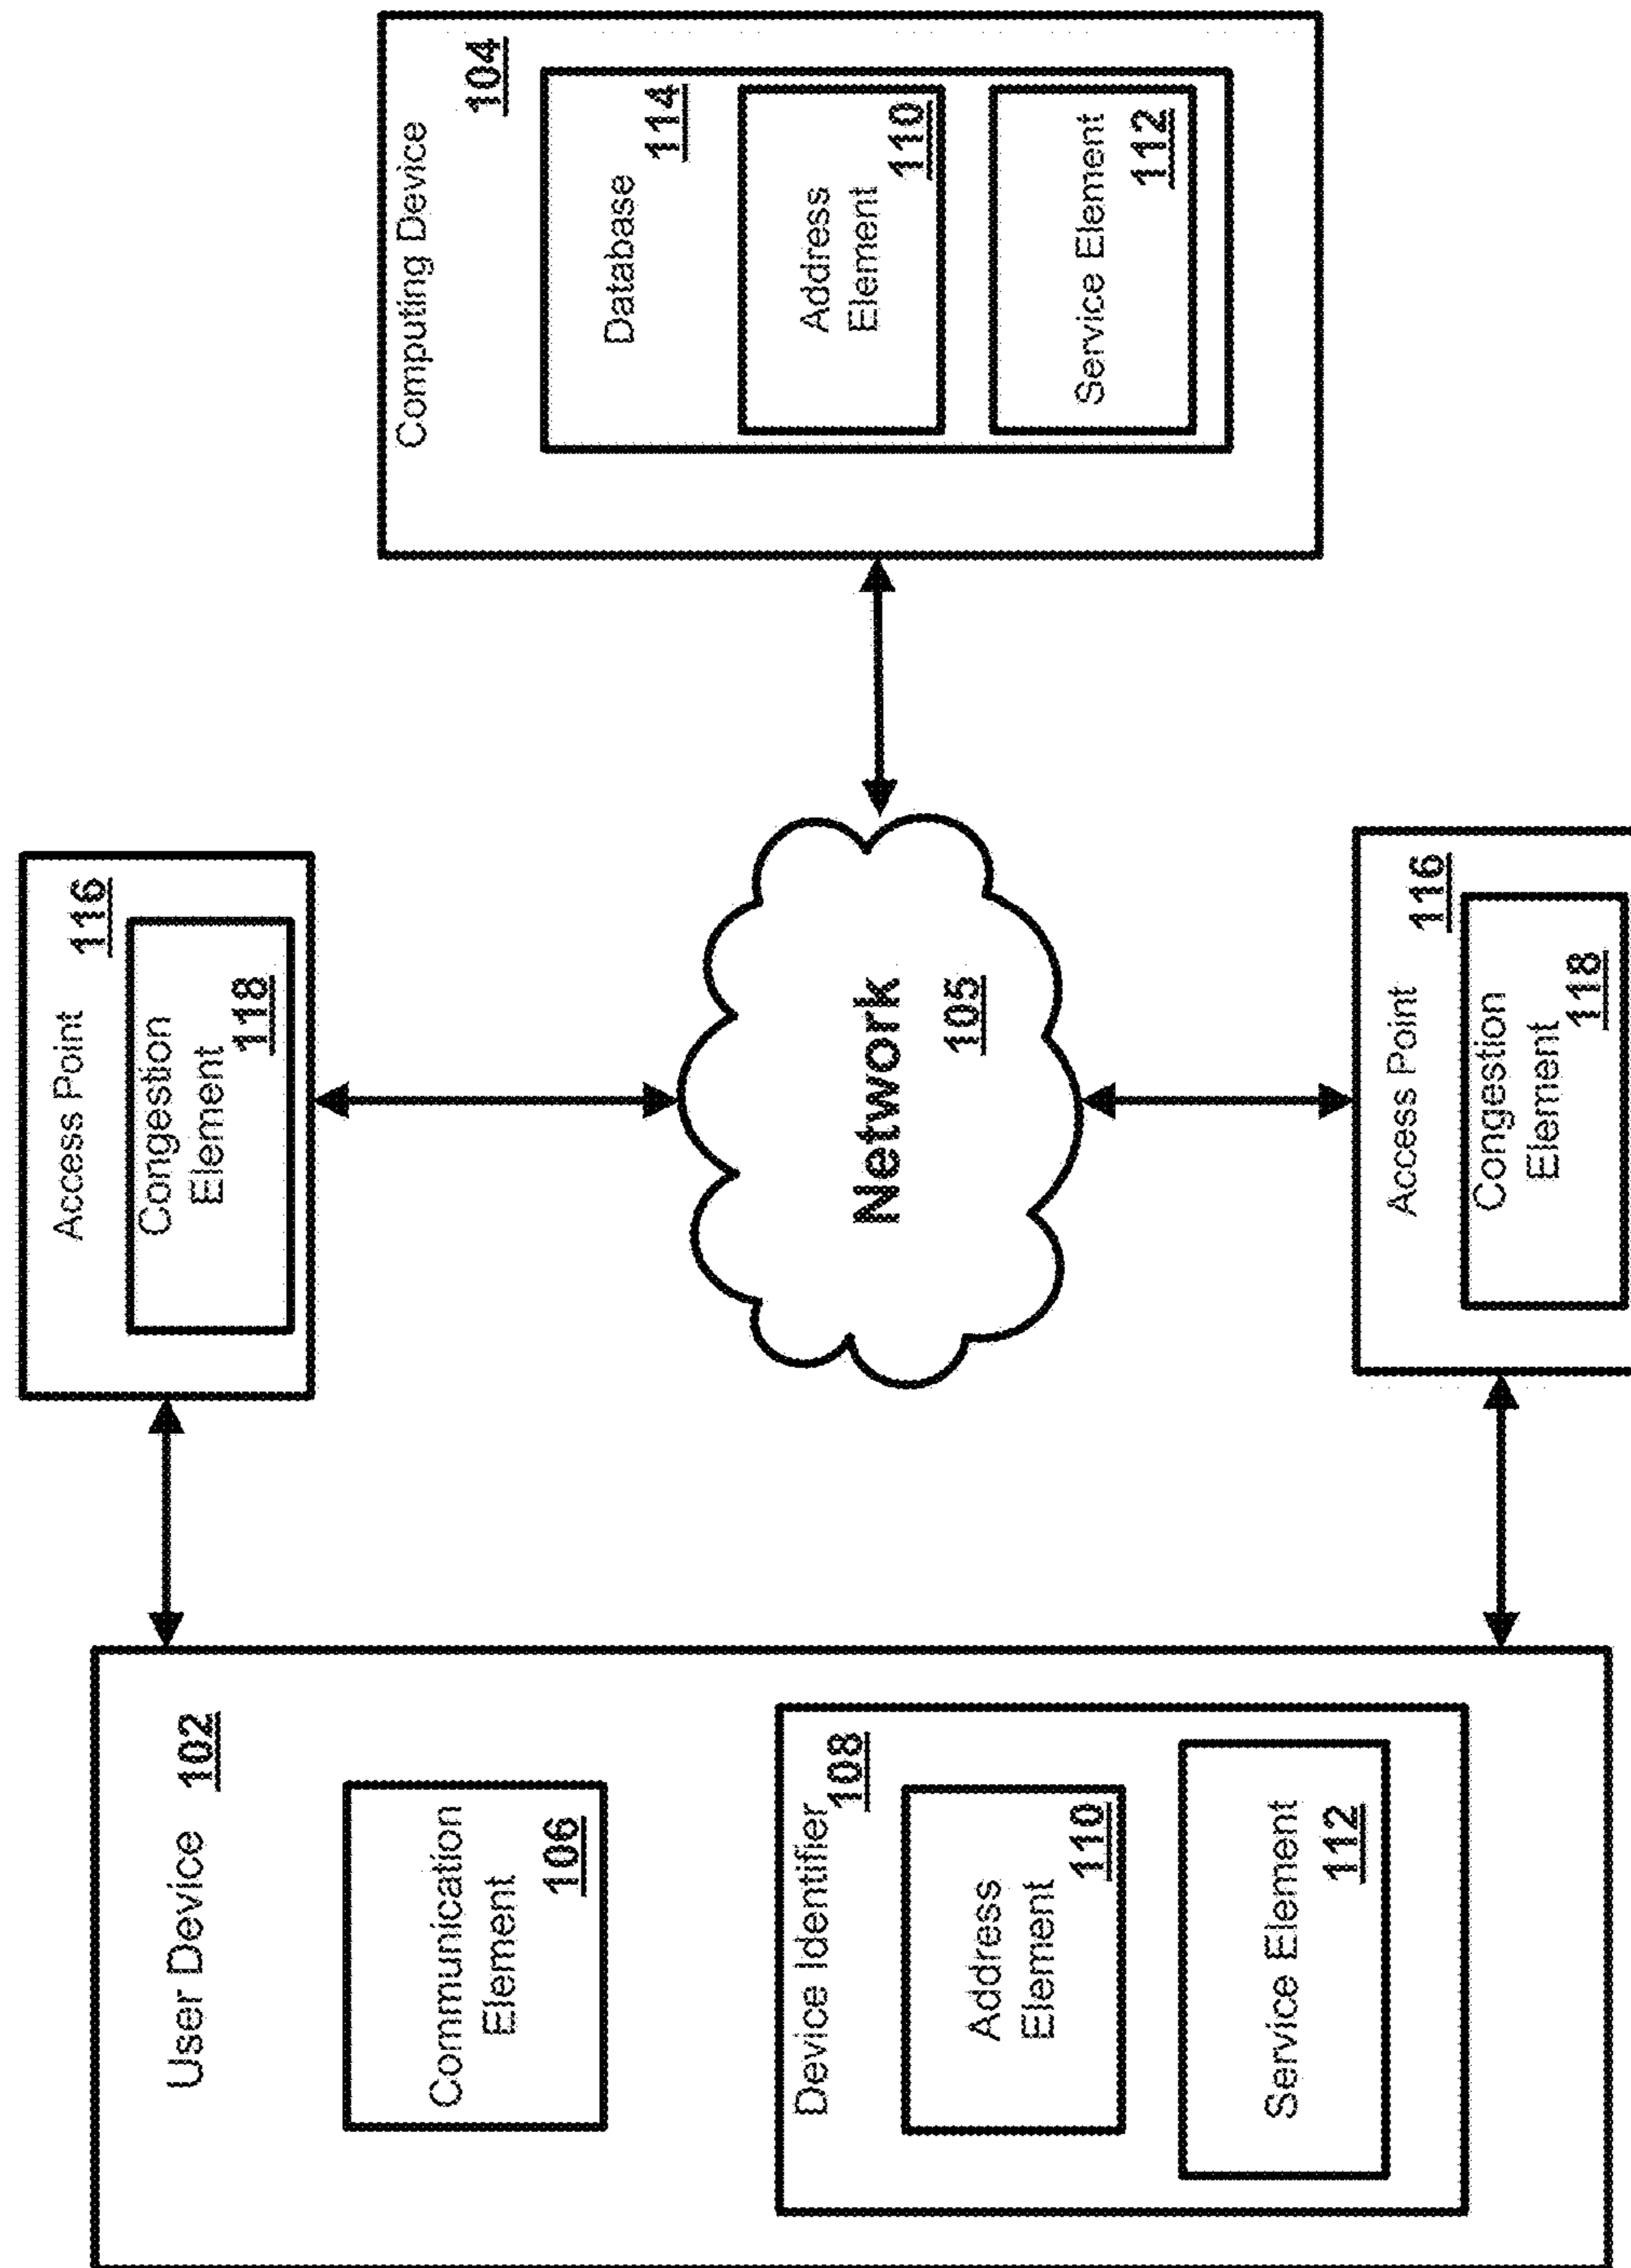 User Device 102
Communication
Element
106
Device Identifier
108
Address
Element
110
Service Element
112
Access Point
116
Congestion
Element
118
Network
105
Access Point
116
Congestion
Element
118
Computing Device
104
Database
114
Address
Element
110
Service Element
112